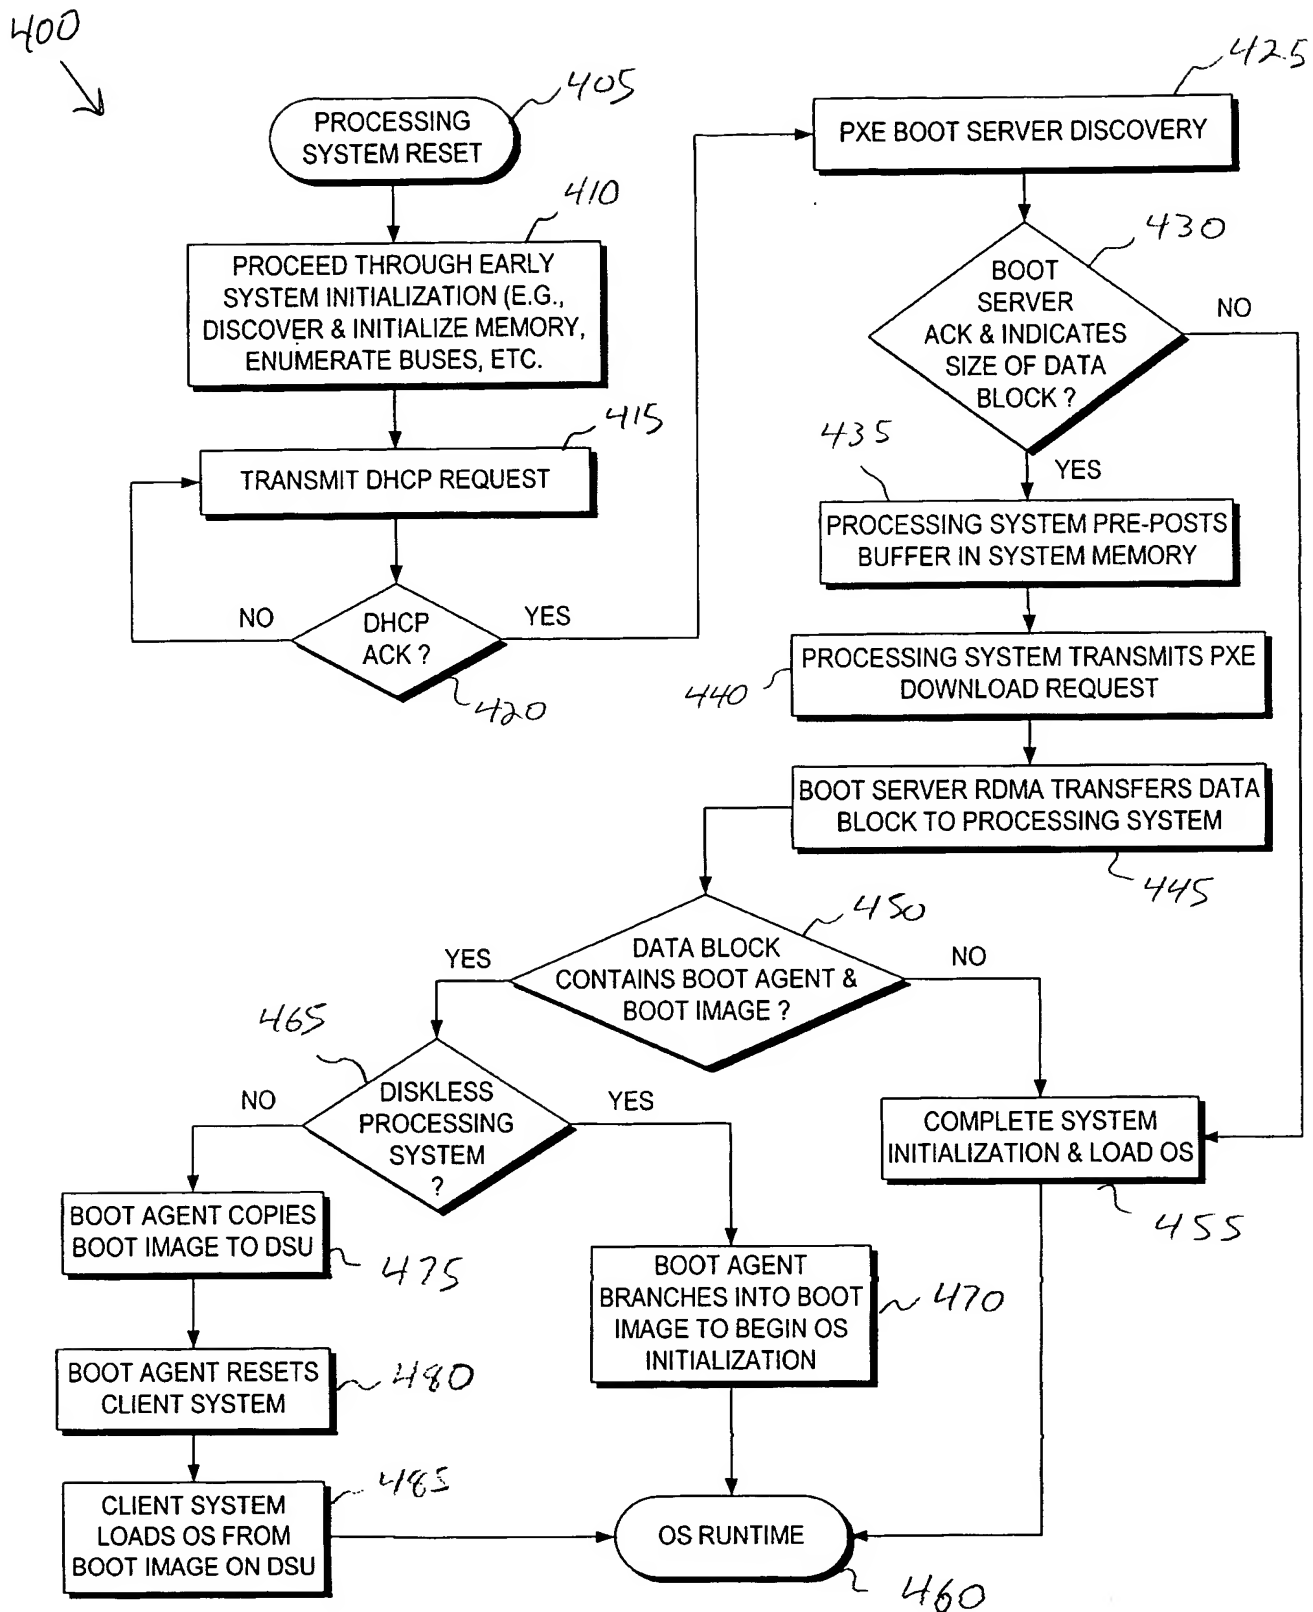 400
405
PROCESSING
SYSTEM RESET
410
PROCEED THROUGH EARLY
SYSTEM INITIALIZATION (E.G.,
DISCOVER & INITIALIZE MEMORY,
ENUMERATE BUSES, ETC.
415
TRANSMIT DHCP REQUEST
NO
DHCP
ACK ?
YES
420
425
PXE BOOT SERVER DISCOVERY
430
BOOT
SERVER
ACK & INDICATES
SIZE OF DATA
BLOCK ?
NO
YES
435
PROCESSING SYSTEM PRE-POSTS
BUFFER IN SYSTEM MEMORY
440
PROCESSING SYSTEM TRANSMITS PXE
DOWNLOAD REQUEST
BOOT SERVER RDMA TRANSFERS DATA
BLOCK TO PROCESSING SYSTEM
445
450
YES
DATA BLOCK
CONTAINS BOOT AGENT &
BOOT IMAGE ?
NO
465
NO
DISKLESS
PROCESSING
SYSTEM
?
YES
COMPLETE SYSTEM
INITIALIZATION & LOAD OS
455
BOOT AGENT COPIES
BOOT IMAGE TO DSU
475
BOOT AGENT
BRANCHES INTO BOOT
IMAGE TO BEGIN OS
INITIALIZATION
470
BOOT AGENT RESETS
CLIENT SYSTEM
480
CLIENT SYSTEM
LOADS OS FROM
BOOT IMAGE ON DSU
485
OS RUNTIME
460